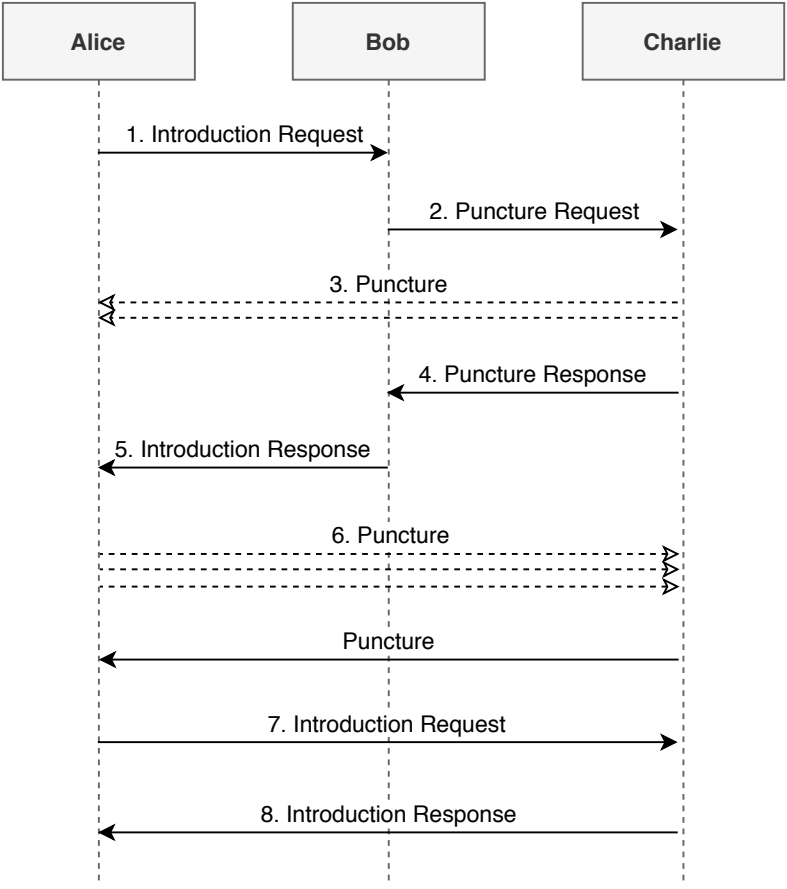 Alice
Bob
Charlie
1. Introduction Request
2. Puncture Request
3. Puncture
4. Puncture Response
5. Introduction Response
6. Puncture
Puncture
7. Introduction Request
8. Introduction Response